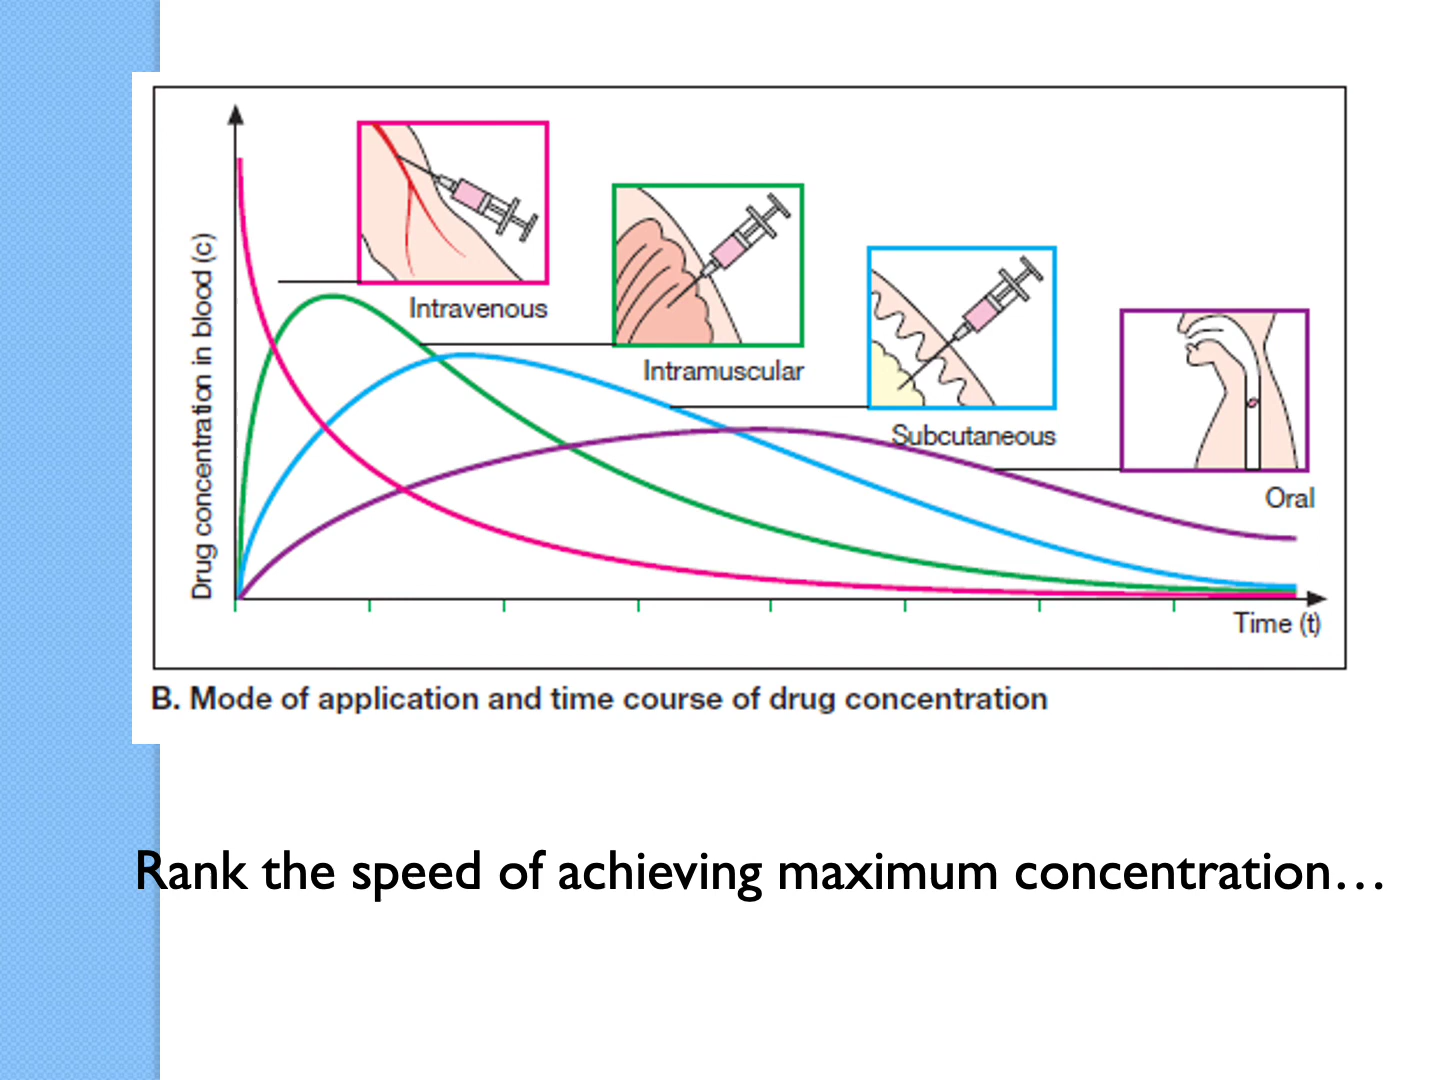 Drug concentration in blood (c)
Intravenous
Intramuscular
Subcutaneous
Oral
Time (t)
B. Mode of application and time course of drug concentration
Rank the speed of achieving maximum concentration…